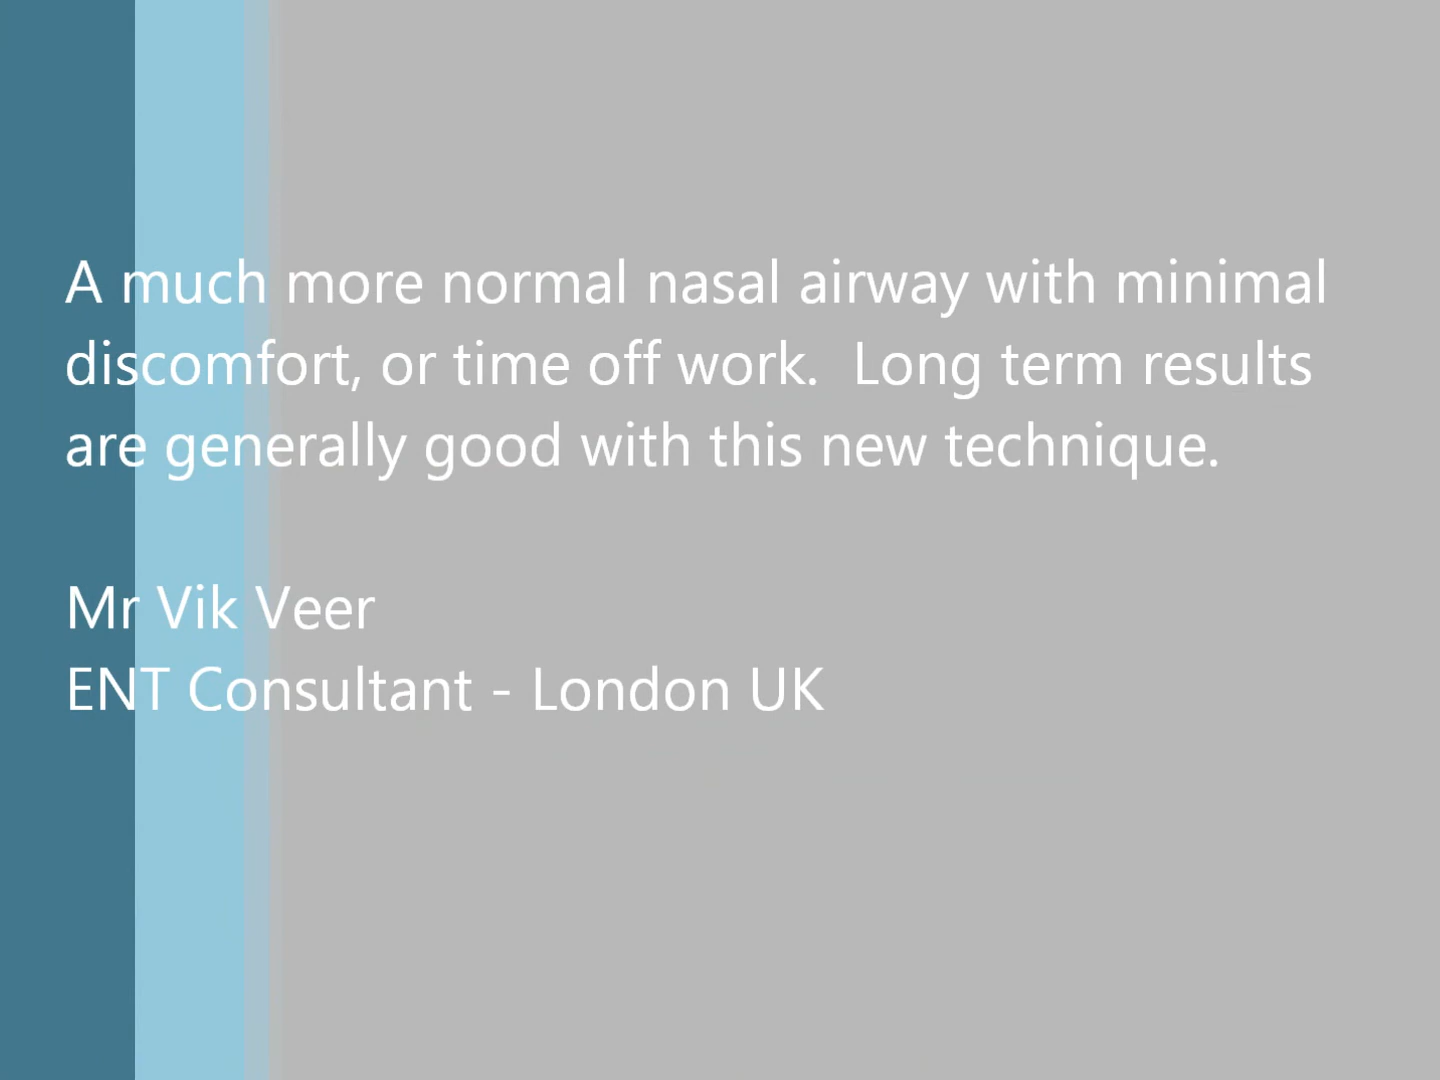 A much more normal nasal airway with minimal
discomfort, or time off work.  Long term results
are generally good with this new technique.
Mr Vik Veer
ENT Consultant - London UK